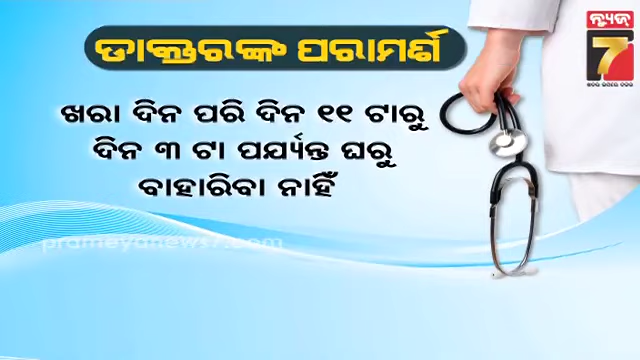 ଡାକ୍ତରଙ୍କ ପରାମର୍ଶ
ନ୍ୟୁଜ୍
7
ଖରା ଦିନ ପରି ଦିନ ୧୧ ଟାରୁ
ଦିନ ୩ ଟା ପର୍ଯ୍ୟନ୍ତ ଘରୁ
ବାହାରିବା ନାହିଁ
prameyanews7.com